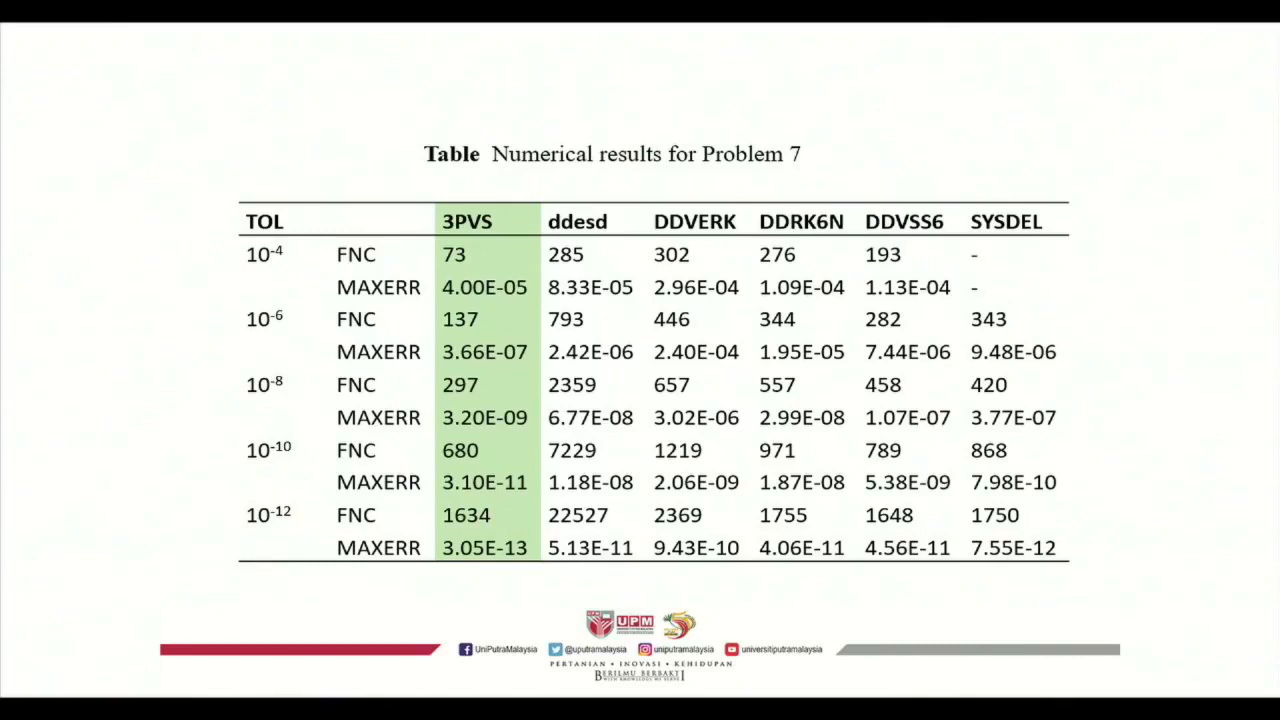 Table Numerical results for Problem 7
TOL 3PVS ddesd DDVERK DDRK6N DDVSS6 SYSDEL
10-4 FNC 73 285 302 276 193 -
MAXERR 4.00E-05 8.33E-05 2.96E-04 1.09E-04 1.13E-04 -
10-6 FNC 137 793 446 344 282 343
MAXERR 3.66E-07 2.42E-06 2.40E-04 1.95E-05 7.44E-06 9.48E-06
10-8 FNC 297 2359 657 557 458 420
MAXERR 3.20E-09 6.77E-08 3.02E-06 2.99E-08 1.07E-07 3.77E-07
10-10 FNC 680 7229 1219 971 789 868
MAXERR 3.10E-11 1.18E-08 2.06E-09 1.87E-08 5.38E-09 7.98E-10
10-12 FNC 1634 22527 2369 1755 1648 1750
MAXERR 3.05E-13 5.13E-11 9.43E-10 4.06E-11 4.56E-11 7.55E-12
UPM
UniPutraMalaysia @uputramalaysia uniputramalaysia universitiputramalaysia
PERTANIAN • INOVASI • KEHIDUPAN
BERILMU BERBAKTI
WITH KNOWLEDGE WE SERVE